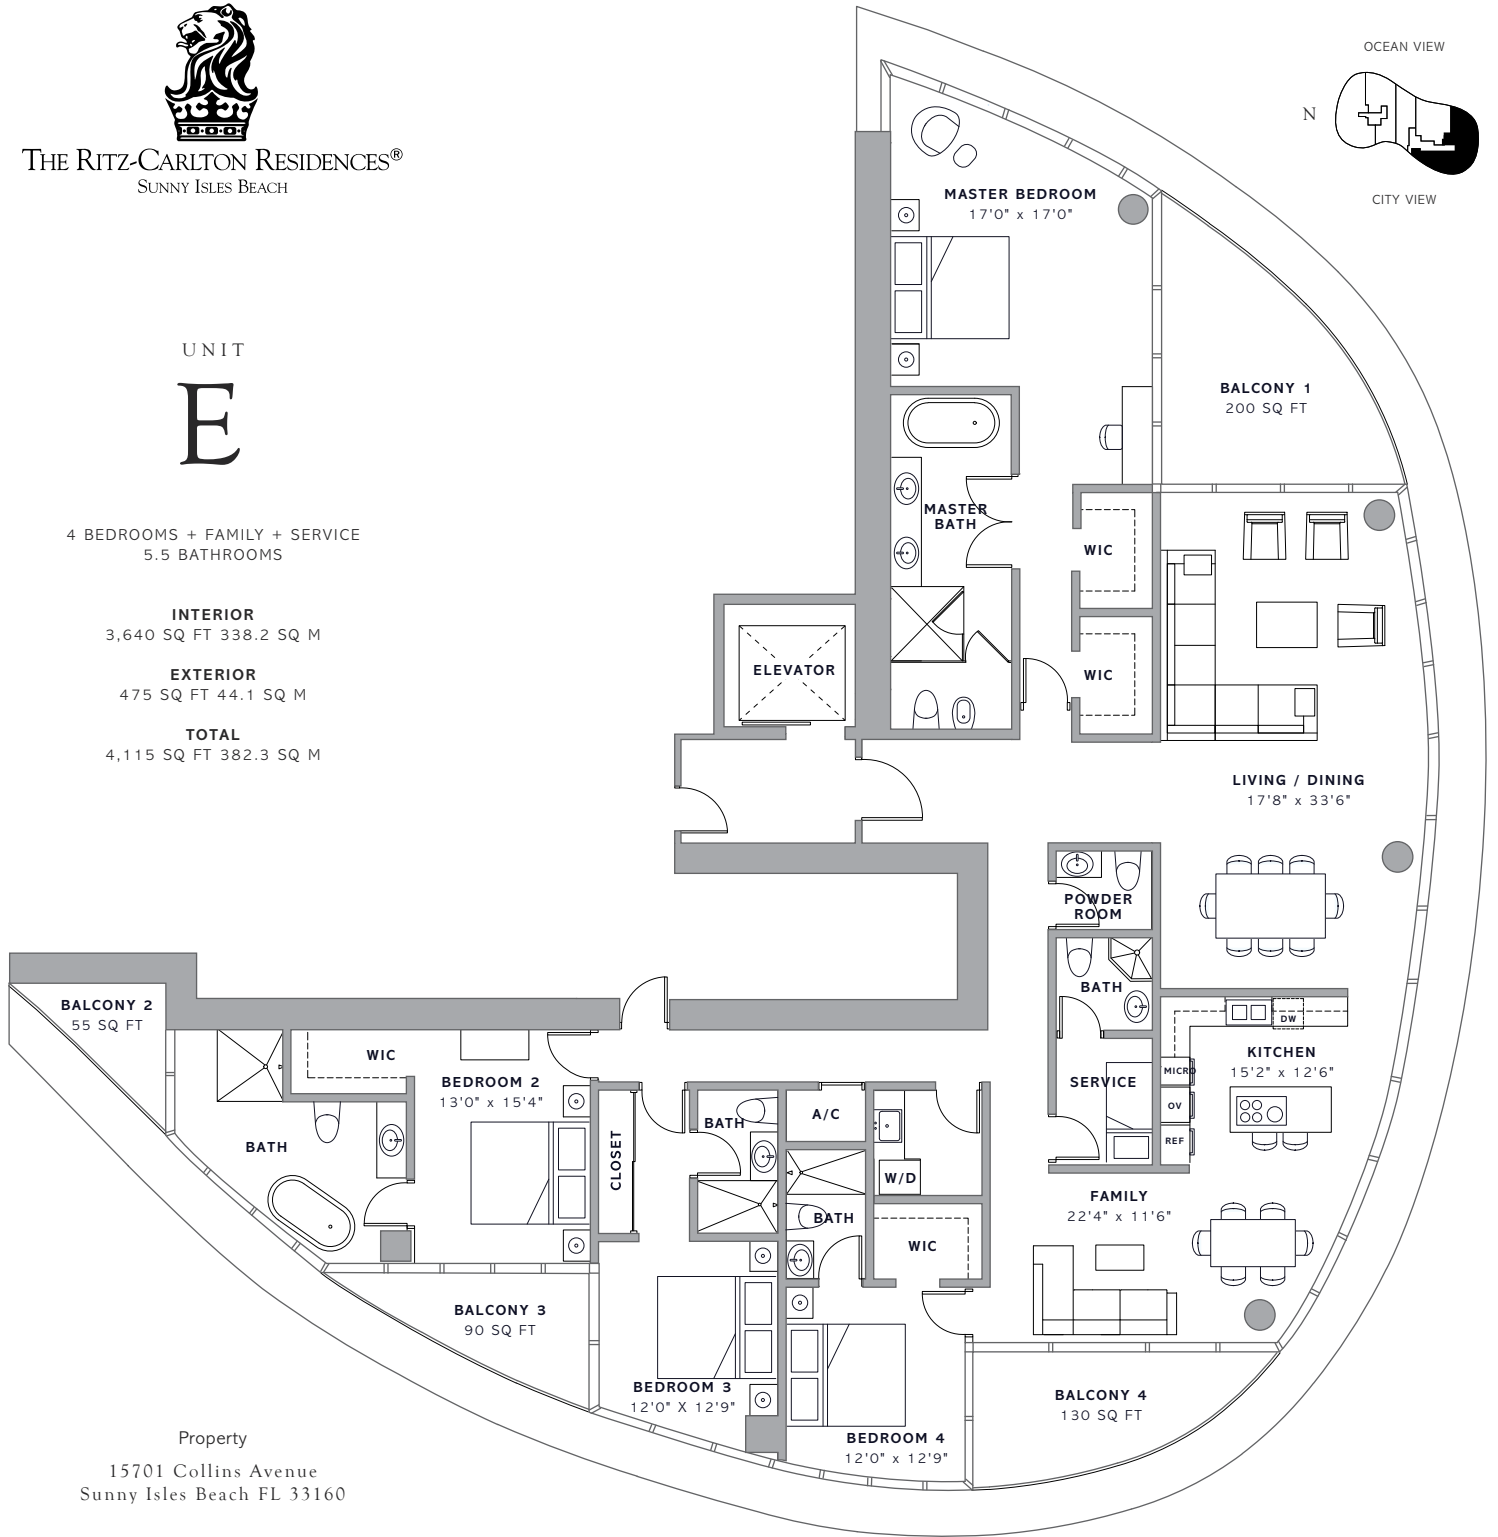 THE RITZ-CARLTON RESIDENCES®
SUNNY ISLES BEACH
UNIT
E
4 BEDROOMS + FAMILY + SERVICE
5.5 BATHROOMS
INTERIOR
3,640 SQ FT 338.2 SQ M
EXTERIOR
475 SQ FT 44.1 SQ M
TOTAL
4,115 SQ FT 382.3 SQ M
OCEAN VIEW
N
CITY VIEW
MASTER BEDROOM
17'0" x 17'0"
BALCONY 1
200 SQ FT
MASTER
BATH
WIC
WIC
ELEVATOR
LIVING / DINING
17'8" x 33'6"
POWDER
ROOM
BATH
DW
KITCHEN
15'2" x 12'6"
MICRO
OV
REF
SERVICE
BALCONY 2
55 SQ FT
WIC
BEDROOM 2
13'0" x 15'4"
BATH
CLOSET
BATH
A/C
W/D
BATH
WIC
FAMILY
22'4" x 11'6"
BALCONY 3
90 SQ FT
BEDROOM 3
12'0" X 12'9"
BEDROOM 4
12'0" x 12'9"
BALCONY 4
130 SQ FT
Property
15701 Collins Avenue
Sunny Isles Beach FL 33160